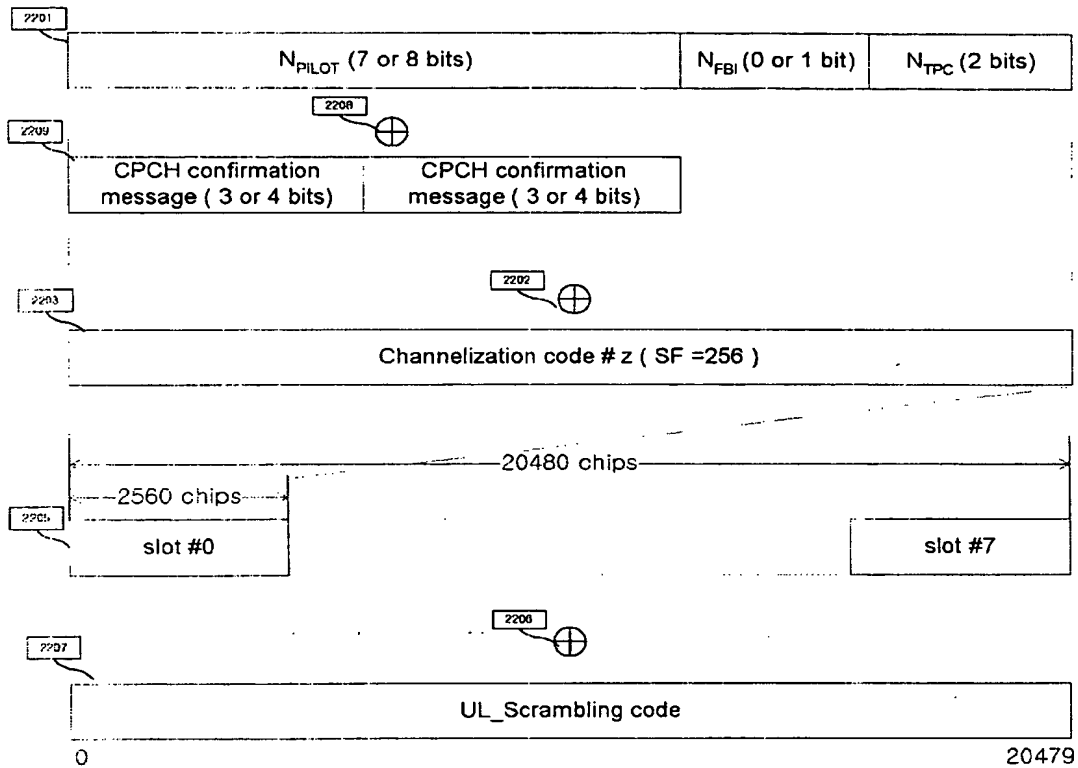 2201
N_PILOT (7 or 8 bits) N_FBI (0 or 1 bit) N_TPC (2 bits)
2208
2209
CPCH confirmation message ( 3 or 4 bits)
CPCH confirmation message ( 3 or 4 bits)
2202
2203
Channelization code # z ( SF =256 )
20480 chips
2560 chips
2205
slot #0 slot #7
2206
2207
UL_Scrambling code
0 20479